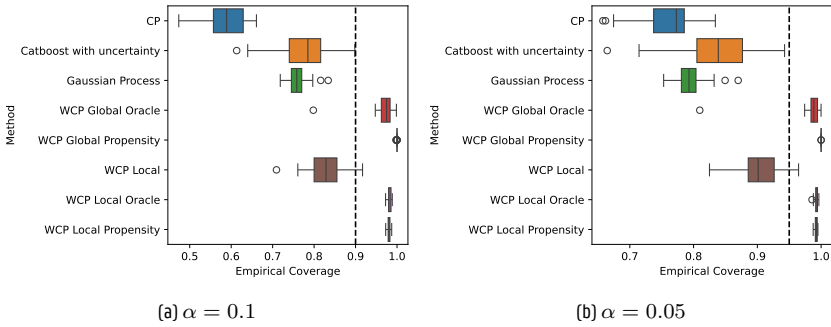 CP
Catboost with uncertainty
Gaussian Process
WCP Global Oracle
WCP Global Propensity
WCP Local
WCP Local Oracle
WCP Local Propensity
Method
0.5 0.6 0.7 0.8 0.9 1.0
Empirical Coverage
(a) α = 0.1
CP
Catboost with uncertainty
Gaussian Process
WCP Global Oracle
WCP Global Propensity
WCP Local
WCP Local Oracle
WCP Local Propensity
Method
0.7 0.8 0.9 1.0
Empirical Coverage
(b) α = 0.05